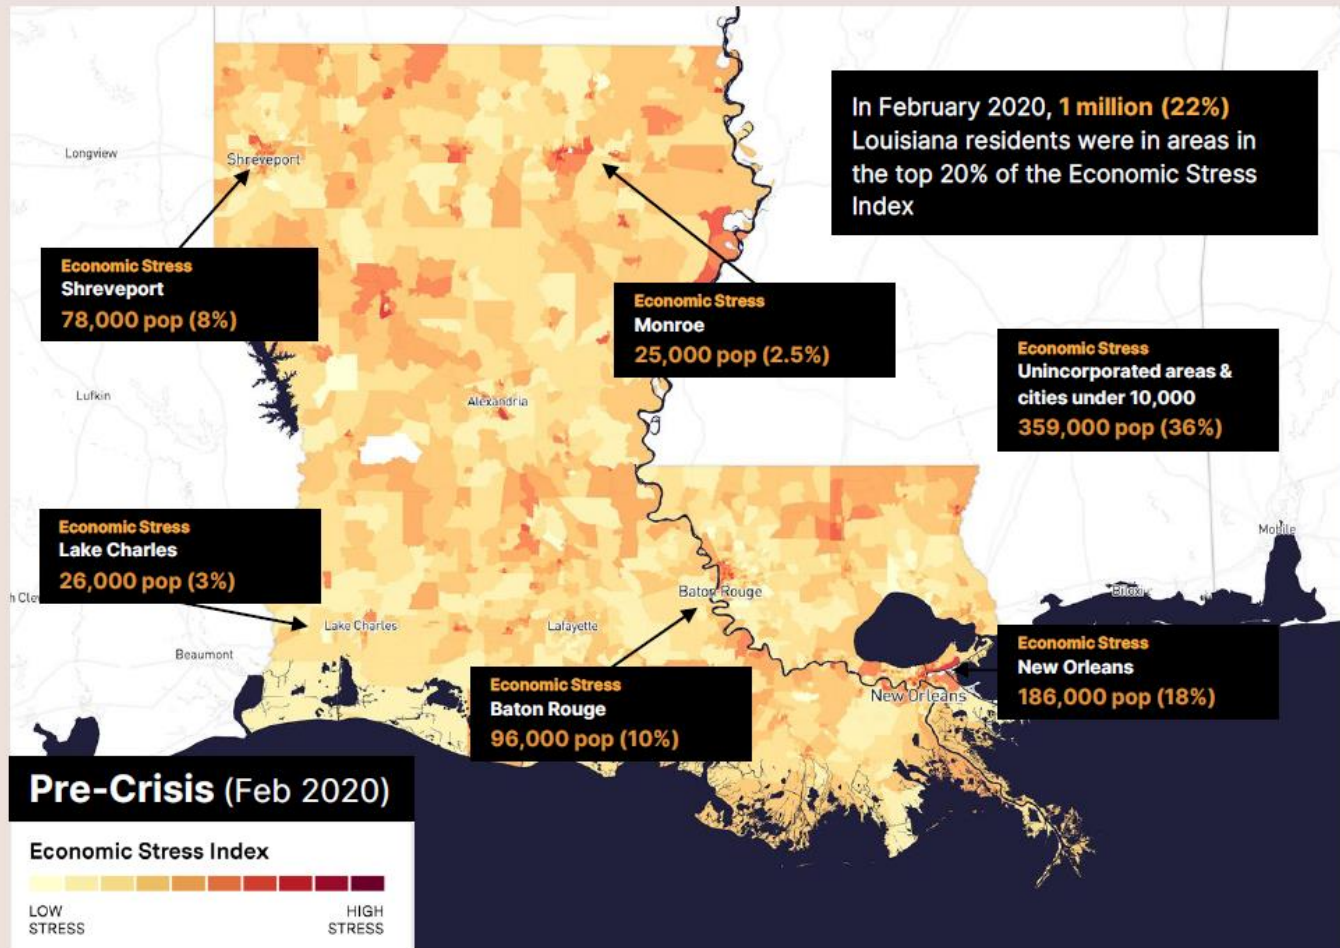 In February 2020, 1 million (22%)
Louisiana residents were in areas in
the top 20% of the Economic Stress
Index
Longview
Shreveport
Economic Stress
Shreveport
78,000 pop (8%)
Economic Stress
Monroe
25,000 pop (2.5%)
Economic Stress
Unincorporated areas &
cities under 10,000
359,000 pop (36%)
Lufkin
Alexandria
Economic Stress
Lake Charles
26,000 pop (3%)
Mobile
Biloxi
Baton Rouge
Lake Charles
Lafayette
Beaumont
Economic Stress
New Orleans
186,000 pop (18%)
Economic Stress
Baton Rouge
96,000 pop (10%)
New Orleans
Pre-Crisis (Feb 2020)
Economic Stress Index
LOW
STRESS
HIGH
STRESS